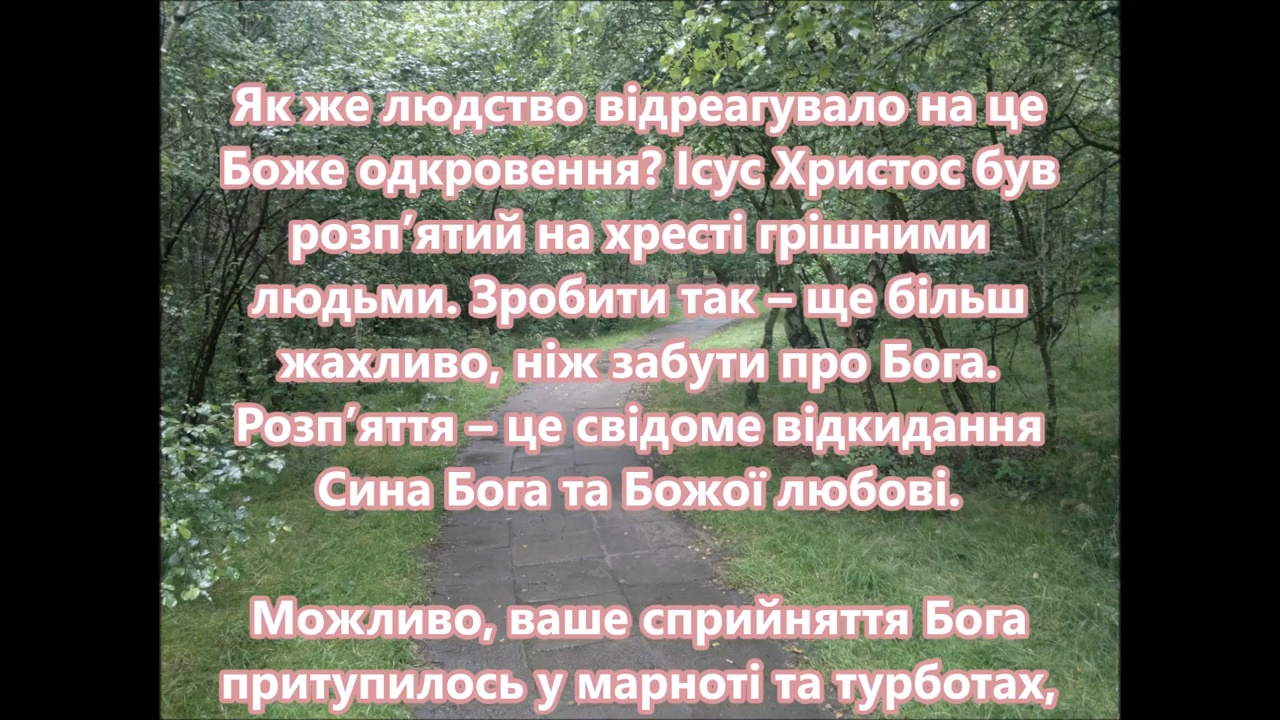 Як же людство відреагувало на це
Боже одкровення? Ісус Христос був
розп’ятий на хресті грішними
людьми. Зробити так – ще більш
жахливо, ніж забути про Бога.
Розп’яття – це свідоме відкидання
Сина Бога та Божої любові.
Можливо, ваше сприйняття Бога
притупилось у марноті та турботах,